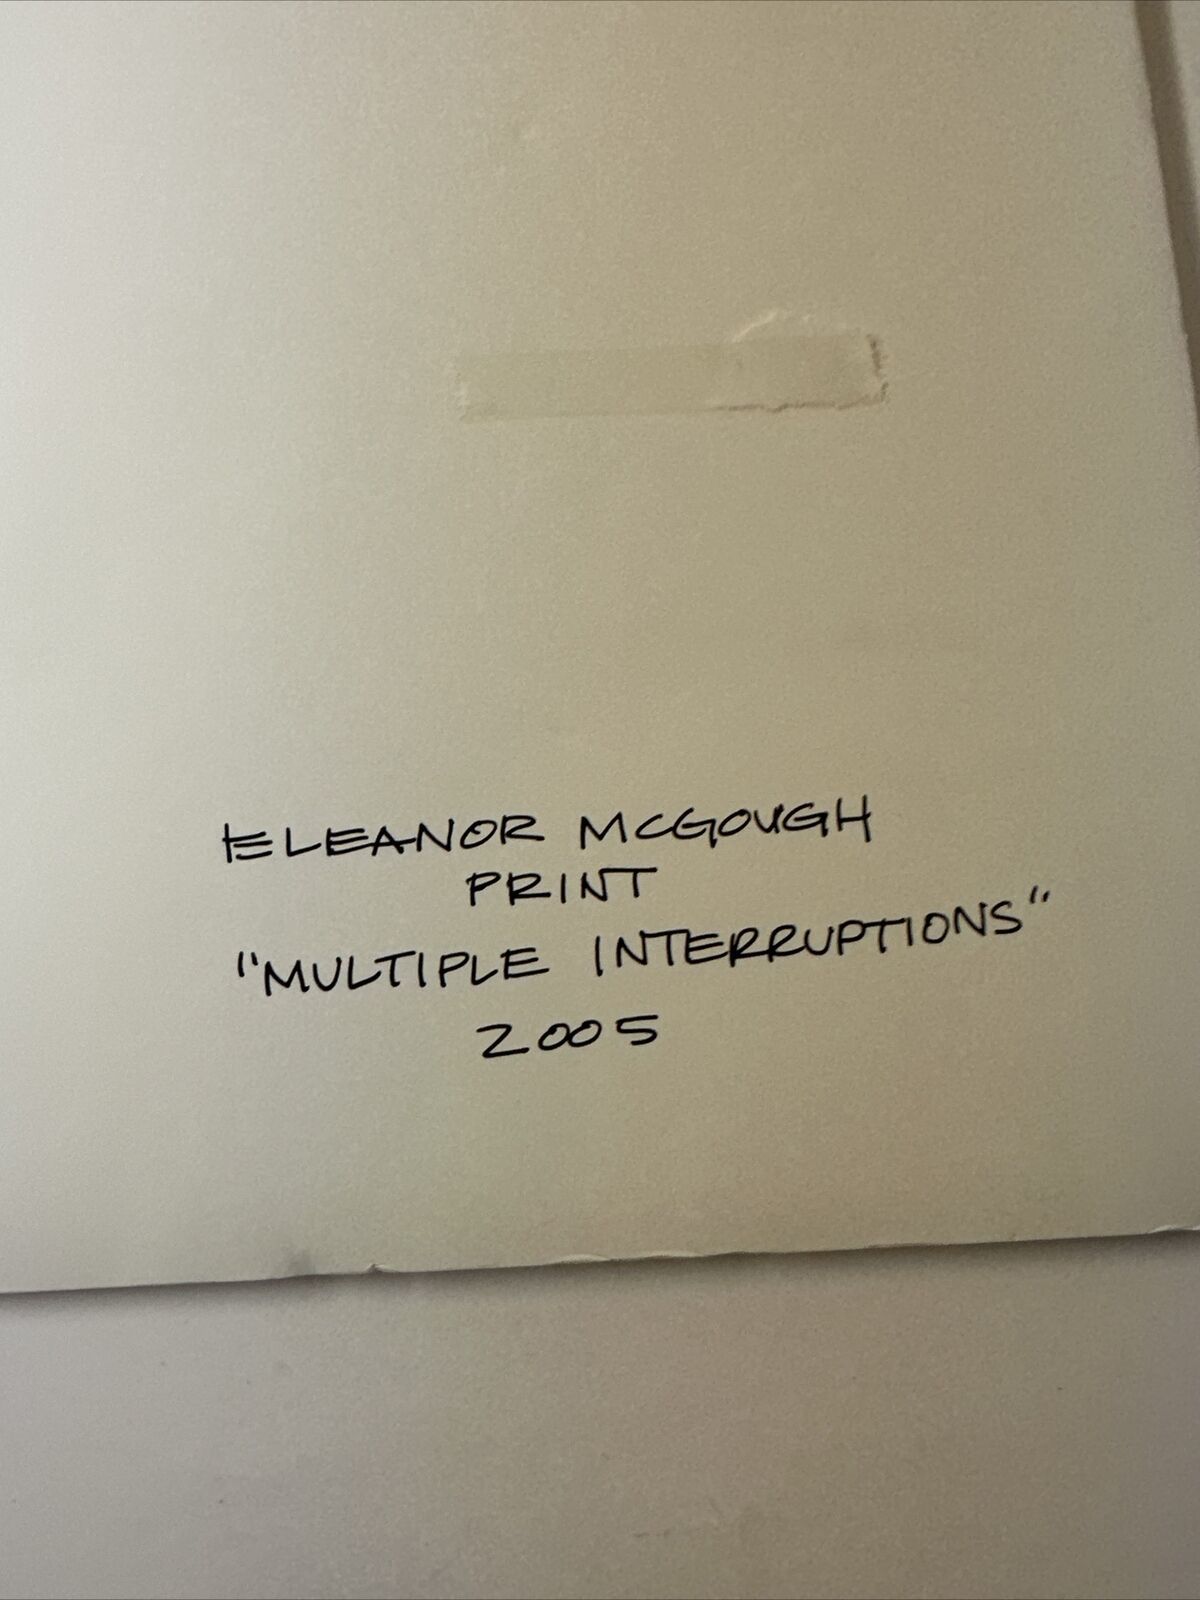 ELEANOR MCGOUGH
PRINT
"MULTIPLE INTERRUPTIONS"
2005